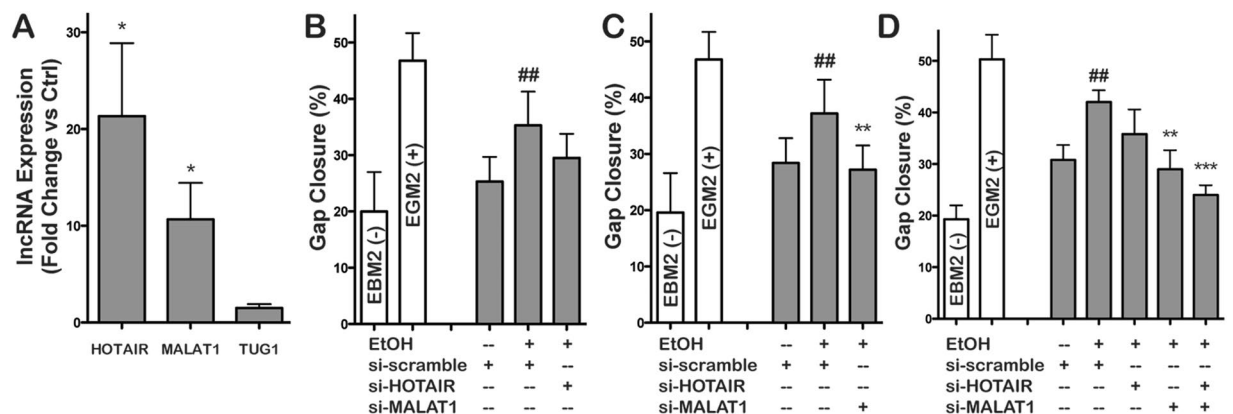 A
lncRNA Expression
(Fold Change vs Ctrl)
30
20
10
0
*
*
HOTAIR MALAT1 TUG1
B
Gap Closure (%)
50
40
30
20
10
0
EBM2 (-)
EGM2 (+)
##
EtOH -- + +
si-scramble + + --
si-HOTAIR -- -- +
si-MALAT1 -- -- --
C
Gap Closure (%)
50
40
30
20
10
0
EBM2 (-)
EGM2 (+)
##
**
EtOH -- + +
si-scramble + + --
si-HOTAIR -- -- --
si-MALAT1 -- -- +
D
Gap Closure (%)
50
40
30
20
10
0
EBM2 (-)
EGM2 (+)
##
**
***
EtOH -- + + + +
si-scramble + + -- -- --
si-HOTAIR -- -- + -- +
si-MALAT1 -- -- -- + +